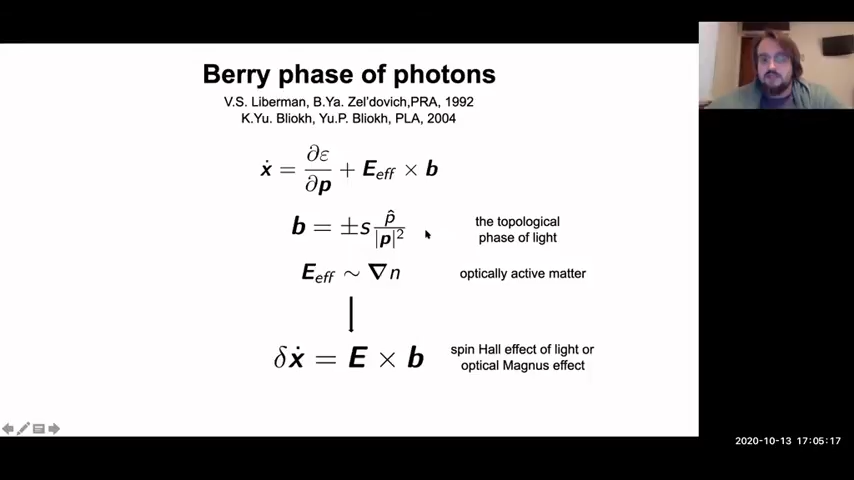 Berry phase of photons
V.S. Liberman, B.Ya. Zel'dovich,PRA, 1992
K.Yu. Bliokh, Yu.P. Bliokh, PLA, 2004
ẋ = ∂ε/∂p + E_eff × b
b = ±s p̂/|p|²
the topological
phase of light
E_eff ∼ ∇n
optically active matter
δẋ = E × b
spin Hall effect of light or
optical Magnus effect
2020-10-13 17:05:17